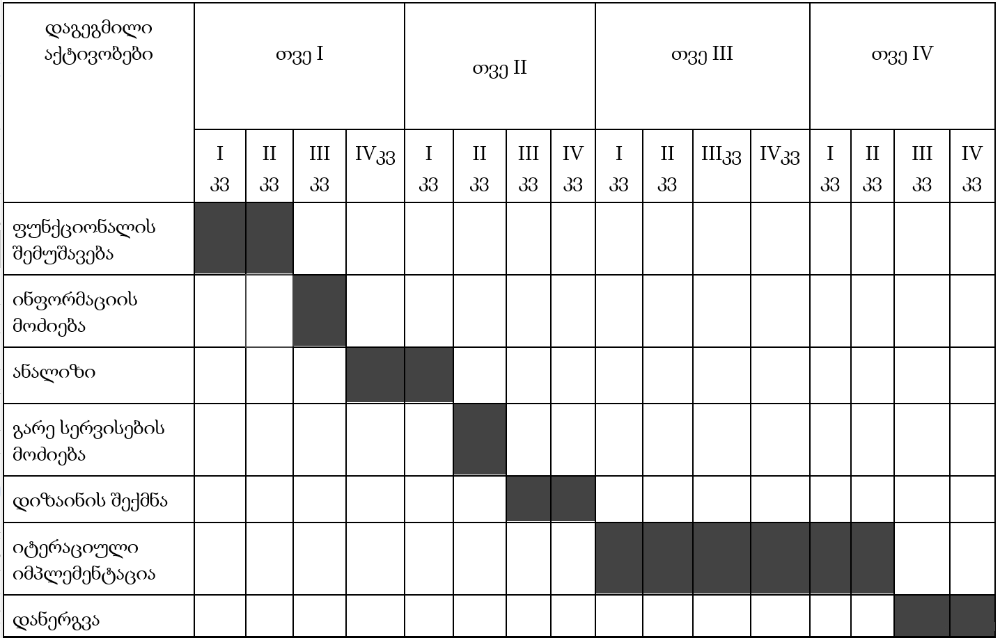 დაგეგმილი
აქტივობები
თვე I
თვე II
თვე III
თვე IV
I
კვ
II
კვ
III
კვ
IVკვ
I
კვ
II
კვ
III
კვ
IV
კვ
I
კვ
II
კვ
IIIკვ
IVკვ
I
კვ
II
კვ
III
კვ
IV
კვ
ფუნქციონალის
შემუშავება
ინფორმაციის
მოძიება
ანალიზი
გარე სერვისების
მოძიება
დიზაინის შექმნა
იტერაციული
იმპლემენტაცია
დანერგვა